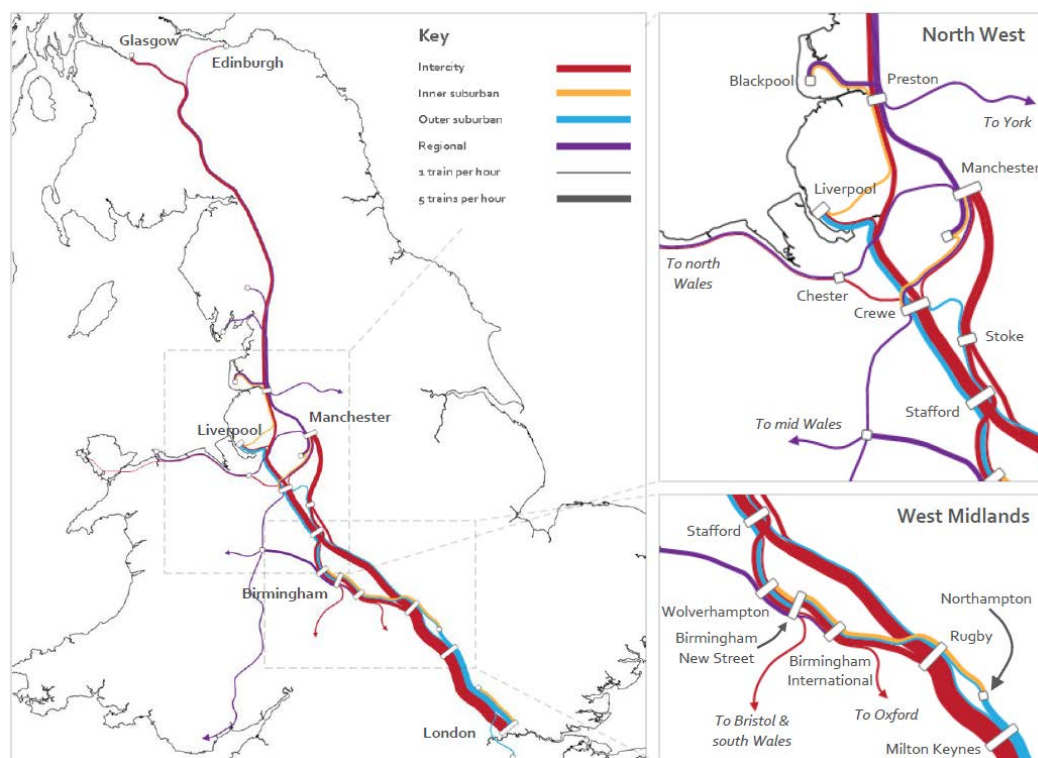 Glasgow
Edinburgh
Key
Intercity
Inner suburban
Outer suburban
Regional
1 train per hour
5 trains per hour
Liverpool
Manchester
Birmingham
London
North West
Blackpool
Preston
To York
Manchester
Liverpool
To north
Wales
Chester
Crewe
Stoke
Stafford
To mid Wales
West Midlands
Stafford
Wolverhampton
Birmingham
New Street
Birmingham
International
Northampton
Rugby
To Bristol &
south Wales
To Oxford
Milton Keynes